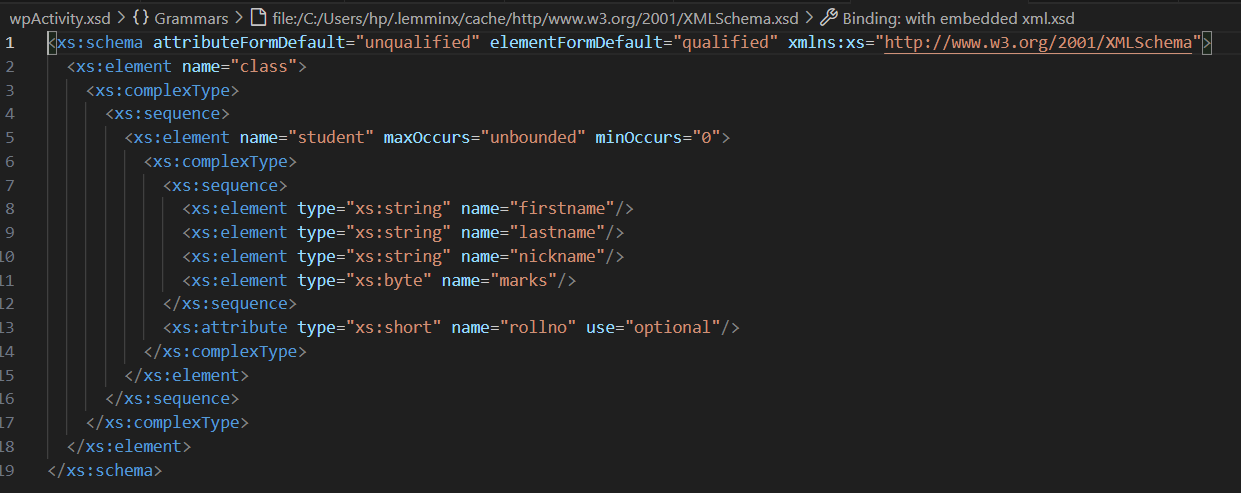 wpActivity.xsd > {} Grammars > file:/C:/Users/hp/.lemminx/cache/http/www.w3.org/2001/XMLSchema.xsd > Binding: with embedded xml.xsd
1 <xs:schema attributeFormDefault="unqualified" elementFormDefault="qualified" xmlns:xs="http://www.w3.org/2001/XMLSchema">
2 <xs:element name="class">
3 <xs:complexType>
4 <xs:sequence>
5 <xs:element name="student" maxOccurs="unbounded" minOccurs="0">
6 <xs:complexType>
7 <xs:sequence>
8 <xs:element type="xs:string" name="firstname"/>
9 <xs:element type="xs:string" name="lastname"/>
10 <xs:element type="xs:string" name="nickname"/>
11 <xs:element type="xs:byte" name="marks"/>
12 </xs:sequence>
13 <xs:attribute type="xs:short" name="rollno" use="optional"/>
14 </xs:complexType>
15 </xs:element>
16 </xs:sequence>
17 </xs:complexType>
18 </xs:element>
19 </xs:schema>